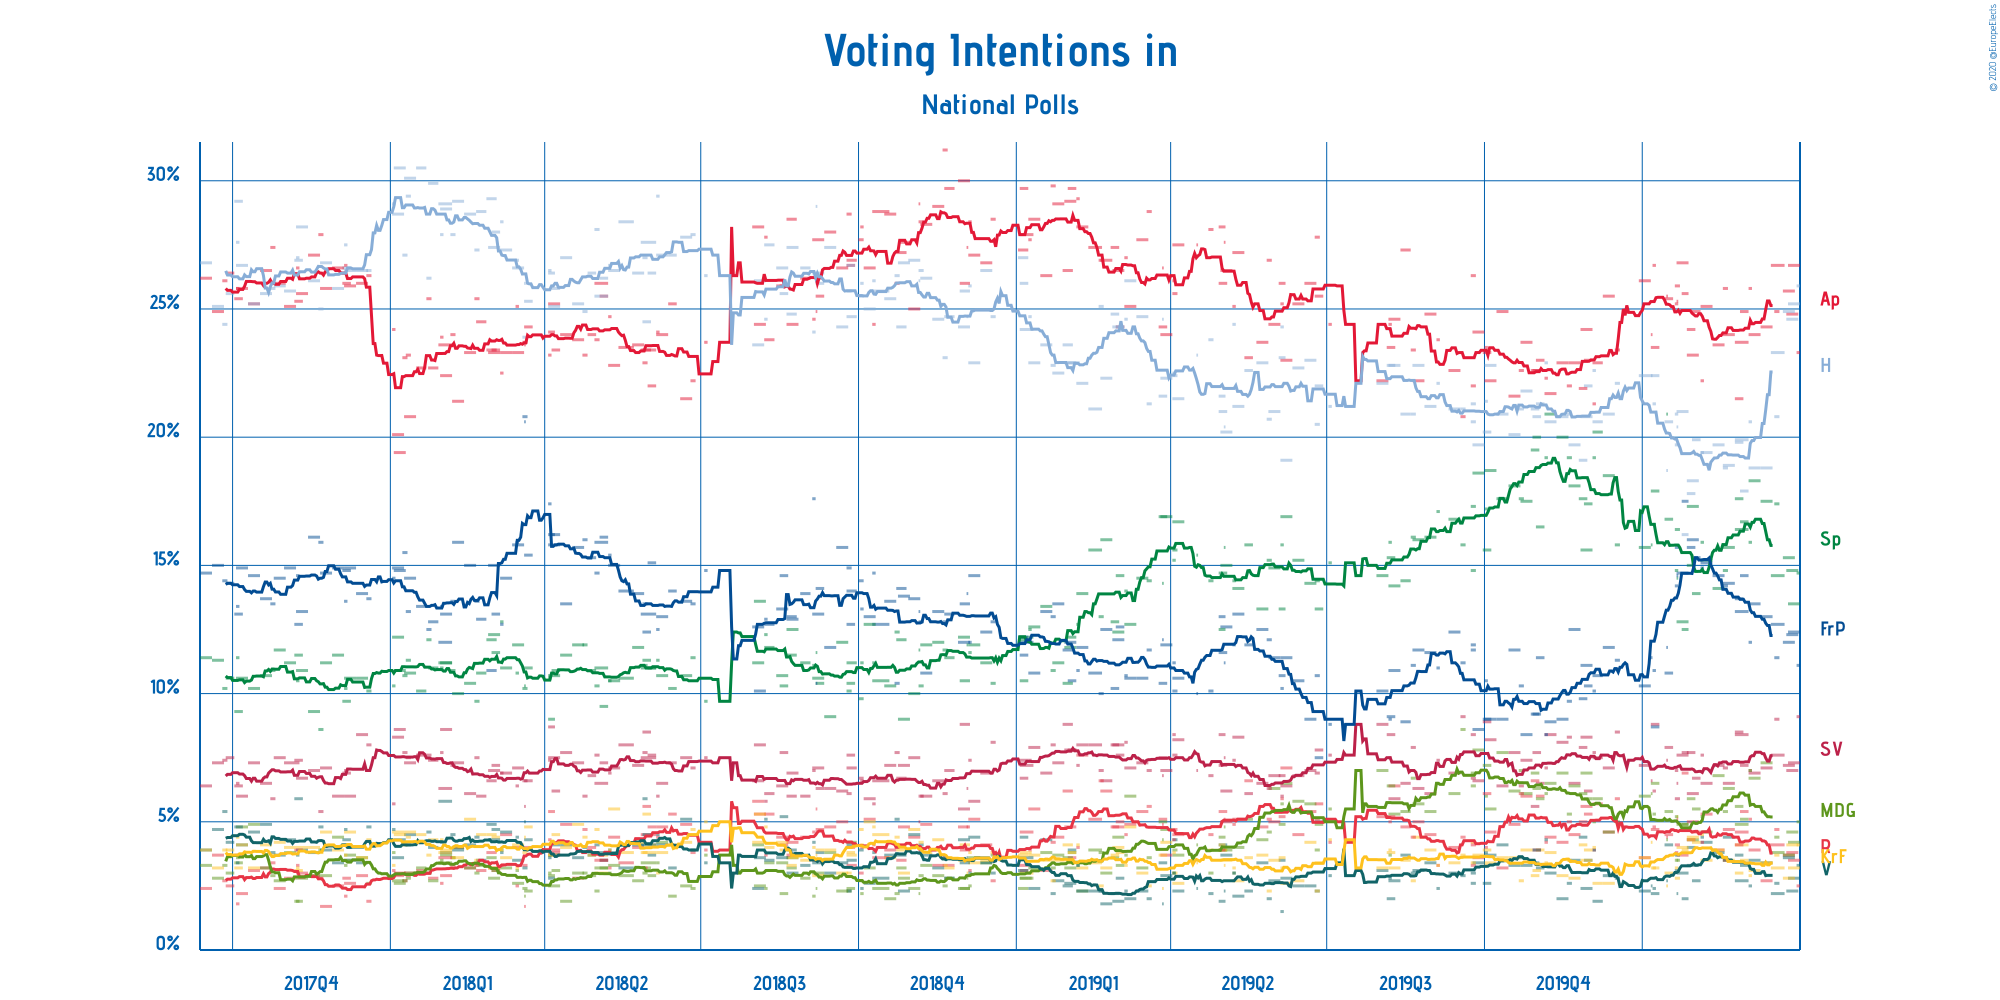 © 2020 @EuropeElects
Voting Intentions in
National Polls
30%
25%
20%
15%
10%
5%
0%
Ap
H
Sp
FrP
SV
MDG
R
KrF
V
2017Q4
2018Q1
2018Q2
2018Q3
2018Q4
2019Q1
2019Q2
2019Q3
2019Q4